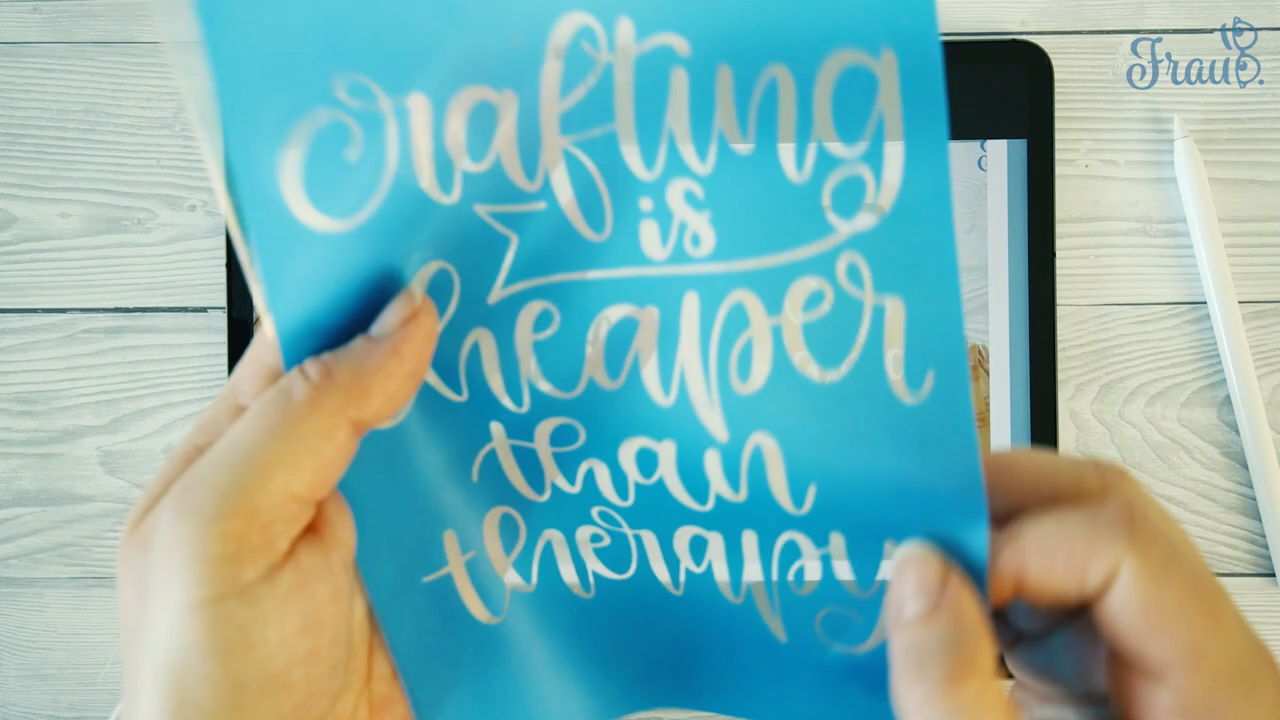 Frau B.
crafting
is
cheaper
than
therapy